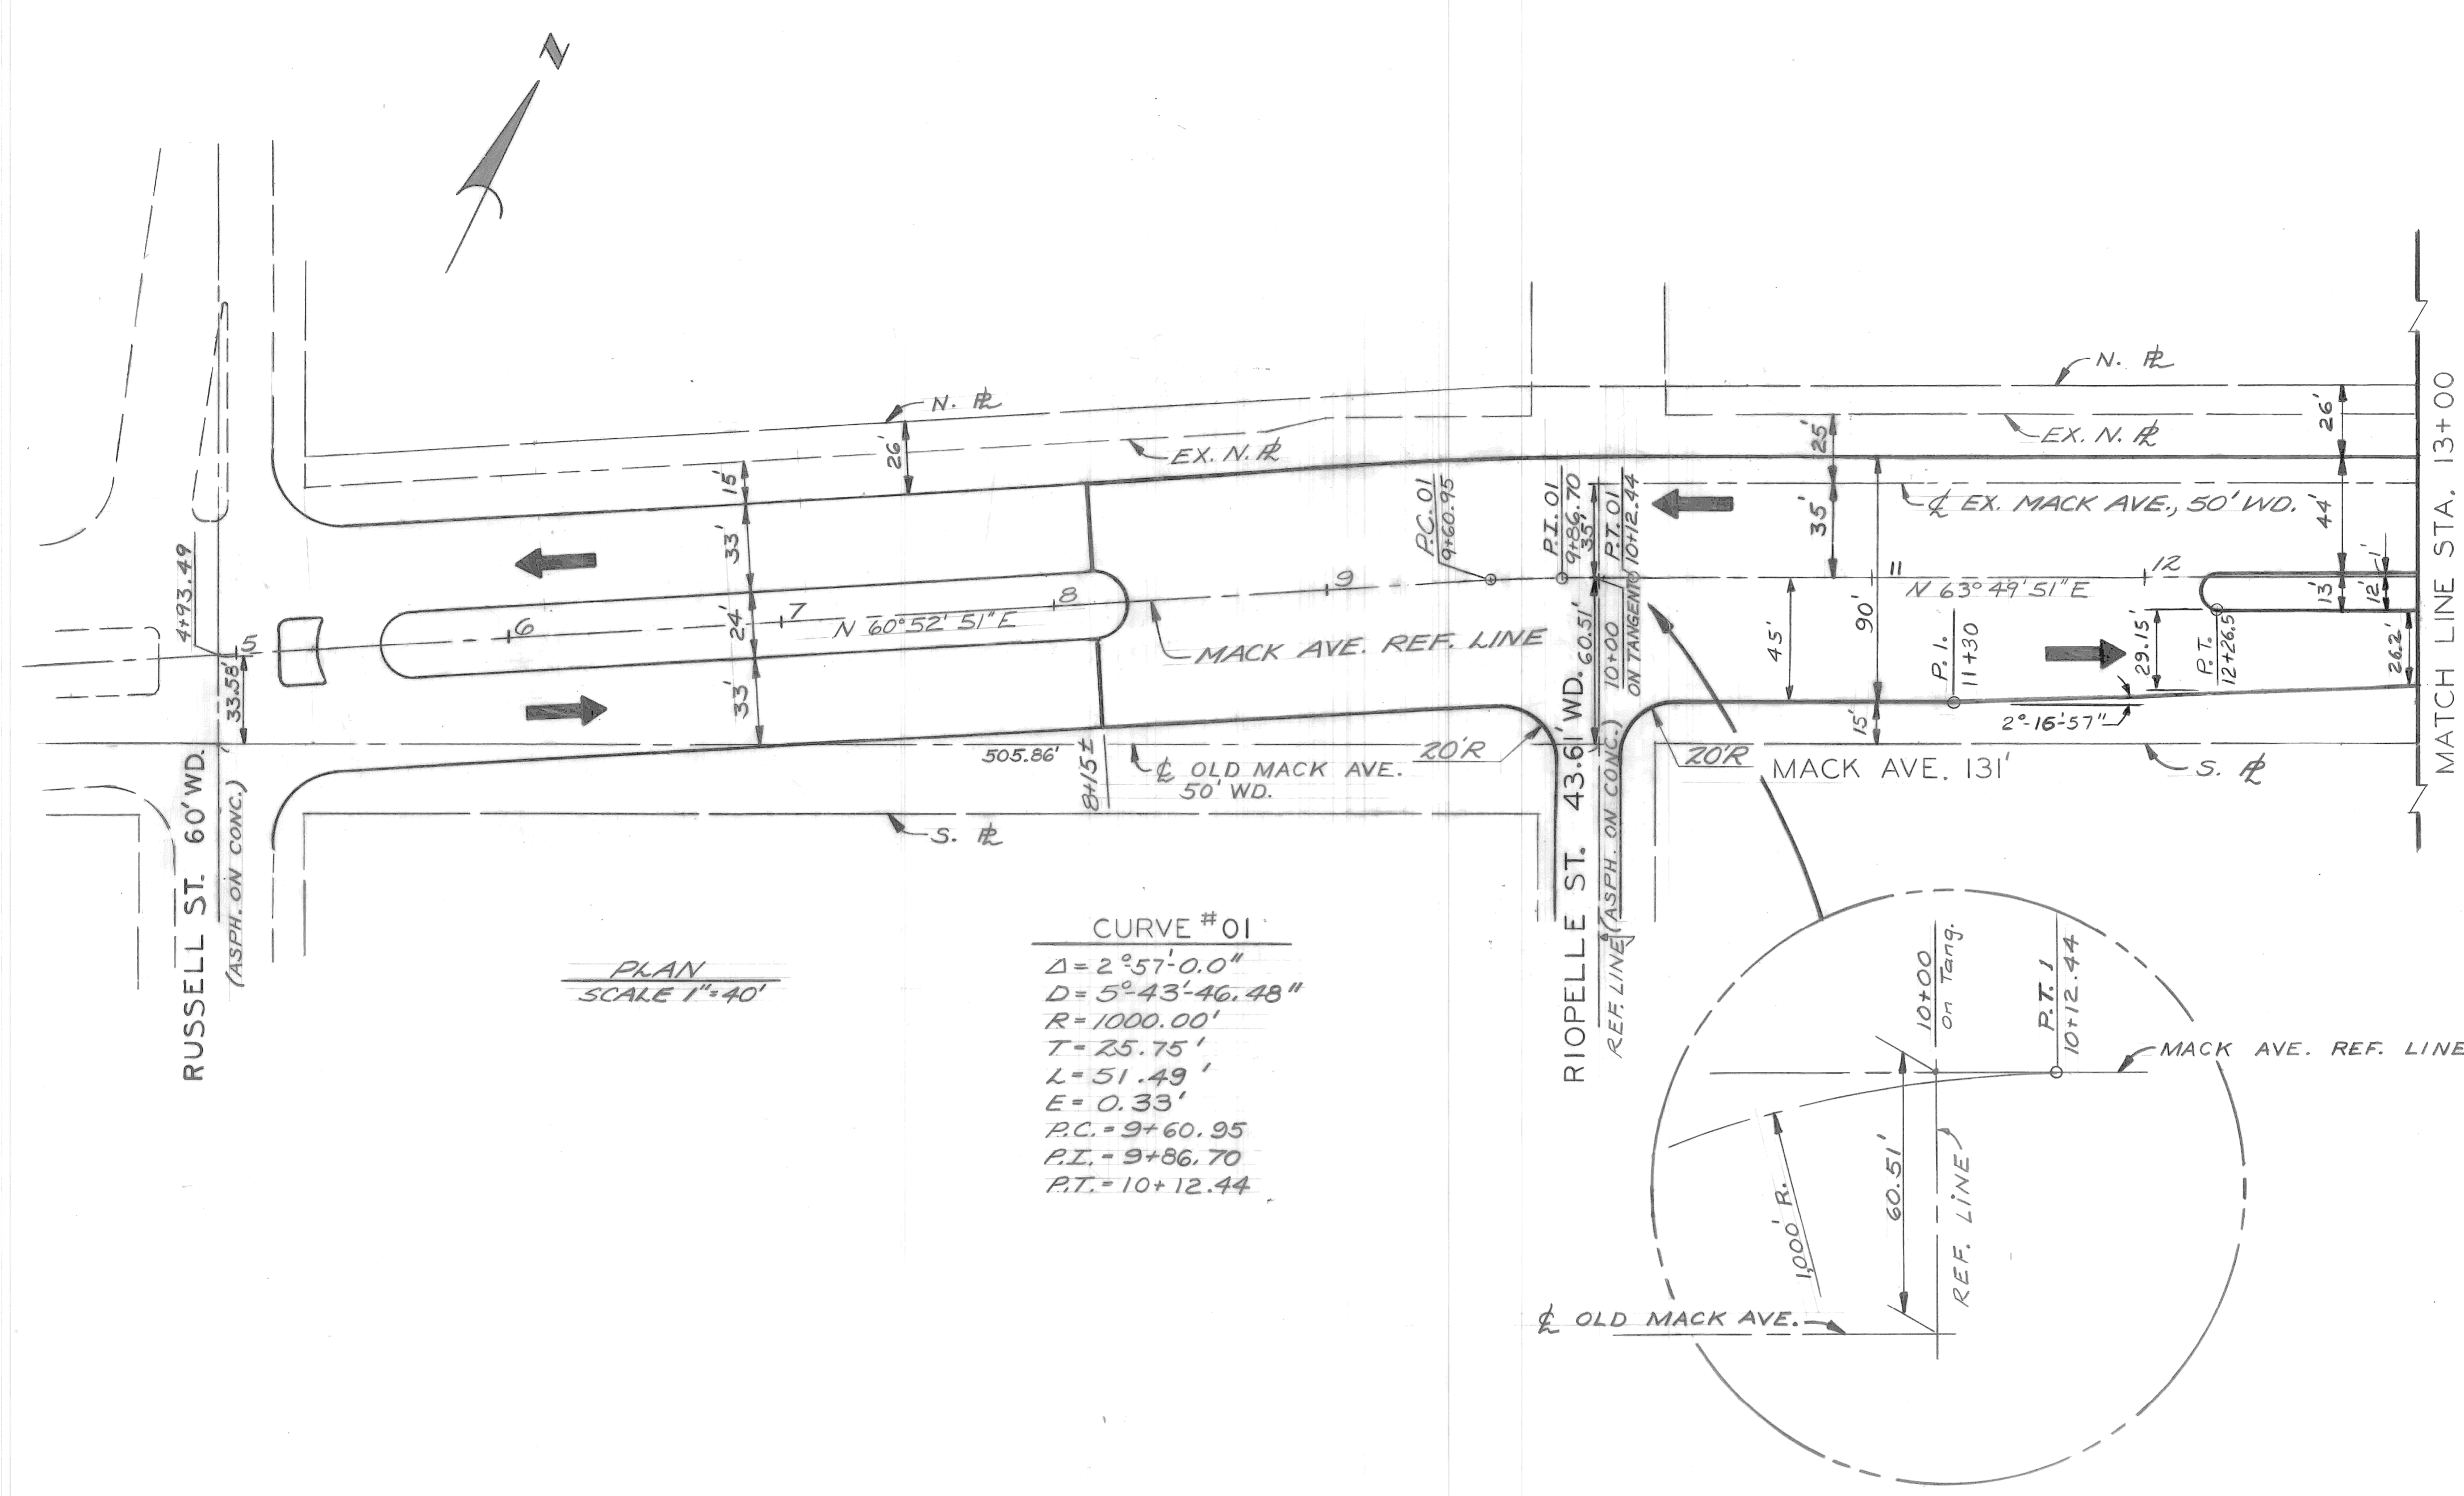 N
N. ⅊
EX. N. ⅊
N. ⅊
EX. N. ⅊
15'
26'
33'
24'
33'
4+93.49
33.58'
5
6
7
8
9
11
12
N 60°52' 51" E
MACK AVE. REF. LINE
P.C. 01
9+60.95
P.I. 01
9+86.70
35'
P.T. 01
10+12.44
10+00
ON TANGENT
60.51'
25'
35'
℄ EX. MACK AVE., 50' WD.
N 63° 49' 51" E
45'
90'
15'
P. I.
11+30
29.15'
P.T.
12+26.5
2°-16'-57"
26'
44'
1'
13'
12'
26.2'
MATCH LINE STA. 13+00
505.86'
8+15 ±
℄ OLD MACK AVE.
50' WD.
20'R
20'R
MACK AVE. 131'
S. ⅊
S. ⅊
RUSSELL ST. 60' WD.
(ASPH. ON CONC.)
RIOPELLE ST. 43.61' WD.
REF. LINE (ASPH. ON CONC.)
PLAN
SCALE 1"=40'
CURVE #01
Δ = 2°-57'-0.0"
D = 5°-43'-46.48"
R = 1000.00'
T = 25.75'
L = 51.49'
E = 0.33'
P.C. = 9+60.95
P.I. = 9+86.70
P.T. = 10+12.44
10+00
On Tang.
P.T. 1
10+12.44
MACK AVE. REF. LINE
60.51'
REF. LINE
1,000' R.
℄ OLD MACK AVE.